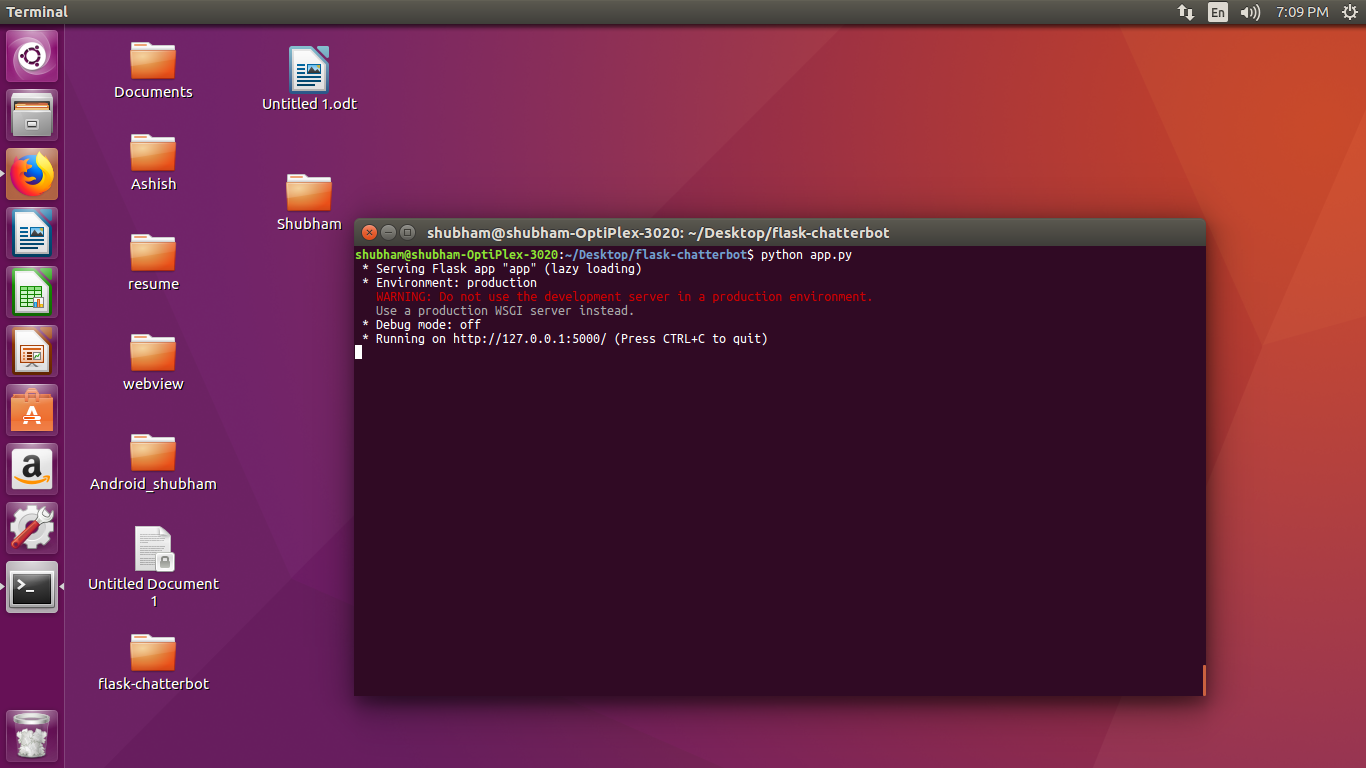 Terminal
En
7:09 PM
Documents
Untitled 1.odt
Ashish
Shubham
resume
webview
Android_shubham
Untitled Document
1
flask-chatterbot
shubham@shubham-OptiPlex-3020: ~/Desktop/flask-chatterbot
shubham@shubham-OptiPlex-3020:~/Desktop/flask-chatterbot$ python app.py
 * Serving Flask app "app" (lazy loading)
 * Environment: production
   WARNING: Do not use the development server in a production environment.
   Use a production WSGI server instead.
 * Debug mode: off
 * Running on http://127.0.0.1:5000/ (Press CTRL+C to quit)